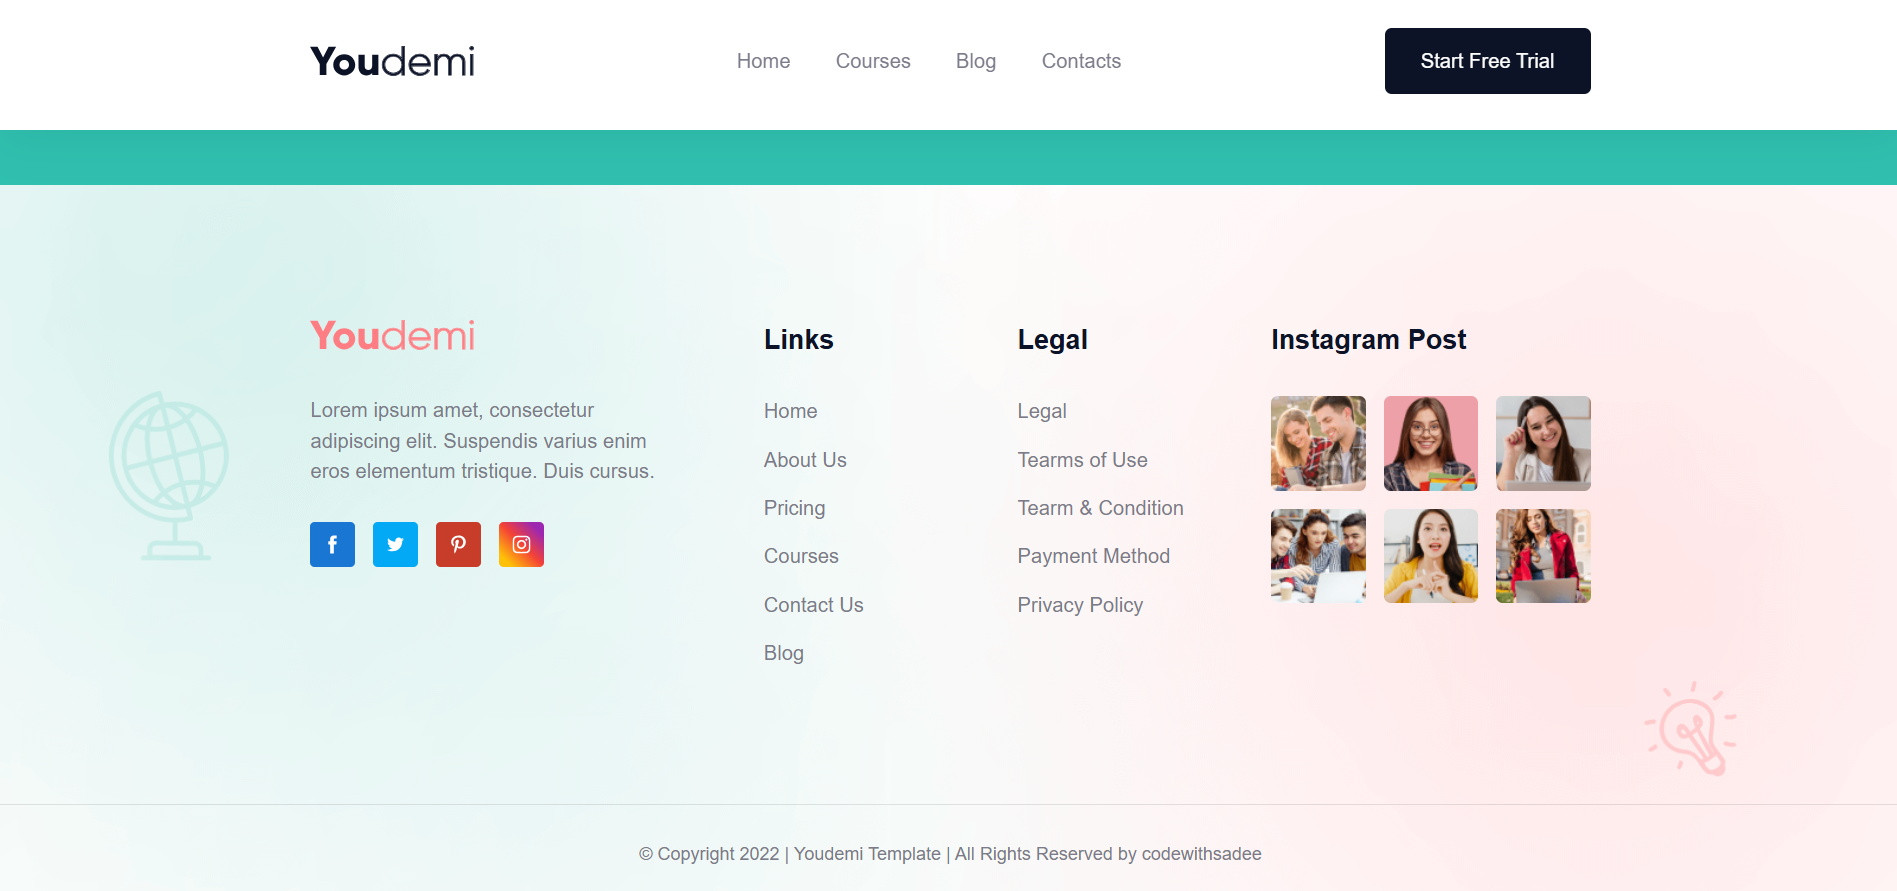 Youdemi
Home Courses Blog Contacts
Start Free Trial
Youdemi
Lorem ipsum amet, consectetur
adipiscing elit. Suspendis varius enim
eros elementum tristique. Duis cursus.
Links
Home
About Us
Pricing
Courses
Contact Us
Blog
Legal
Legal
Tearms of Use
Tearm & Condition
Payment Method
Privacy Policy
Instagram Post
© Copyright 2022 | Youdemi Template | All Rights Reserved by codewithsadee